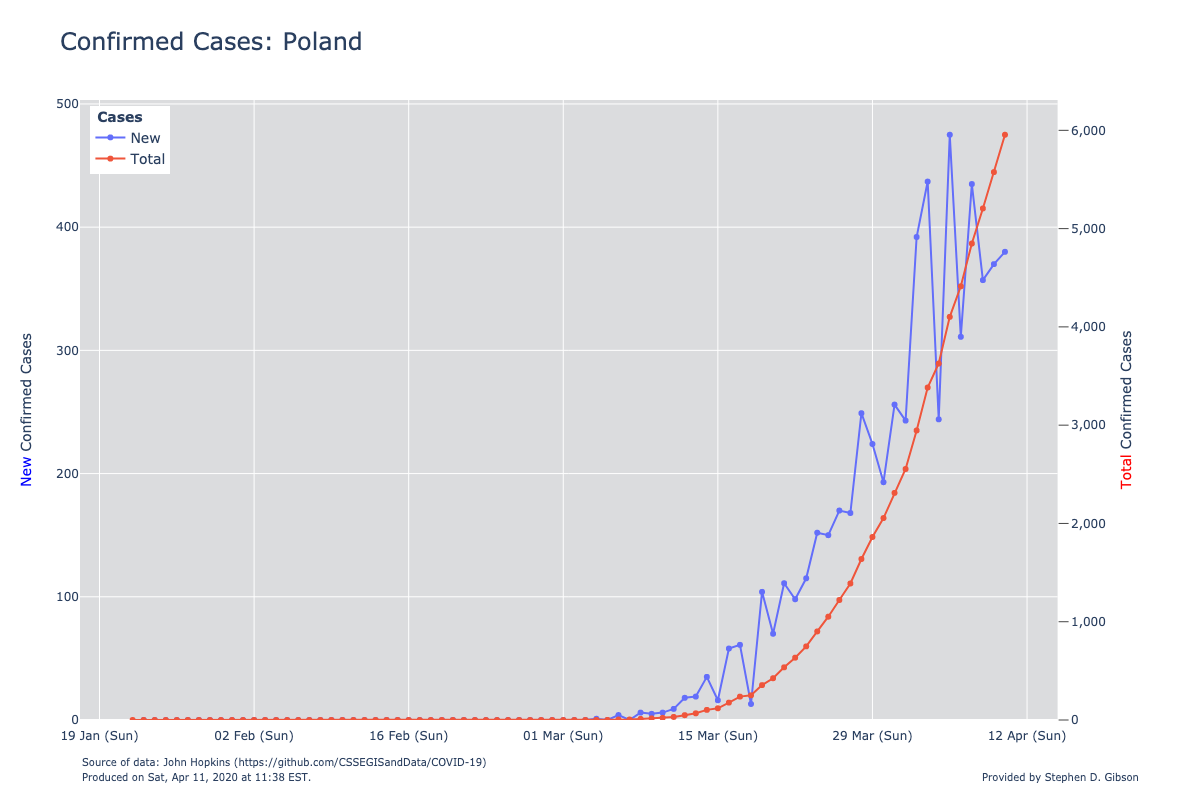 Confirmed Cases: Poland
Cases
New
Total
500
400
300
200
100
0
New Confirmed Cases
6,000
5,000
4,000
3,000
2,000
1,000
0
Total Confirmed Cases
19 Jan (Sun) 02 Feb (Sun) 16 Feb (Sun) 01 Mar (Sun) 15 Mar (Sun) 29 Mar (Sun) 12 Apr (Sun)
Source of data: John Hopkins (https://github.com/CSSEGISandData/COVID-19)
Produced on Sat, Apr 11, 2020 at 11:38 EST.
Provided by Stephen D. Gibson